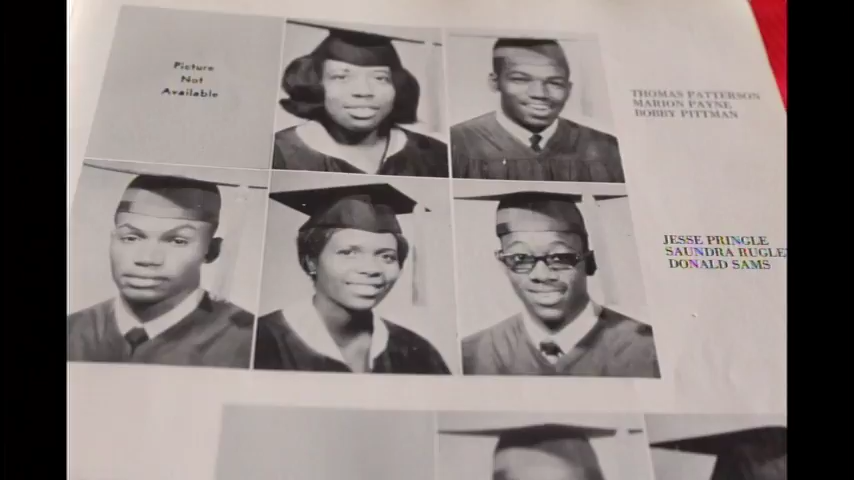 Picture
Not
Available
THOMAS PATTERSON
MARION PAYNE
BOBBY PITTMAN
JESSE PRINGLE
SAUNDRA RUGLE
DONALD SAMS